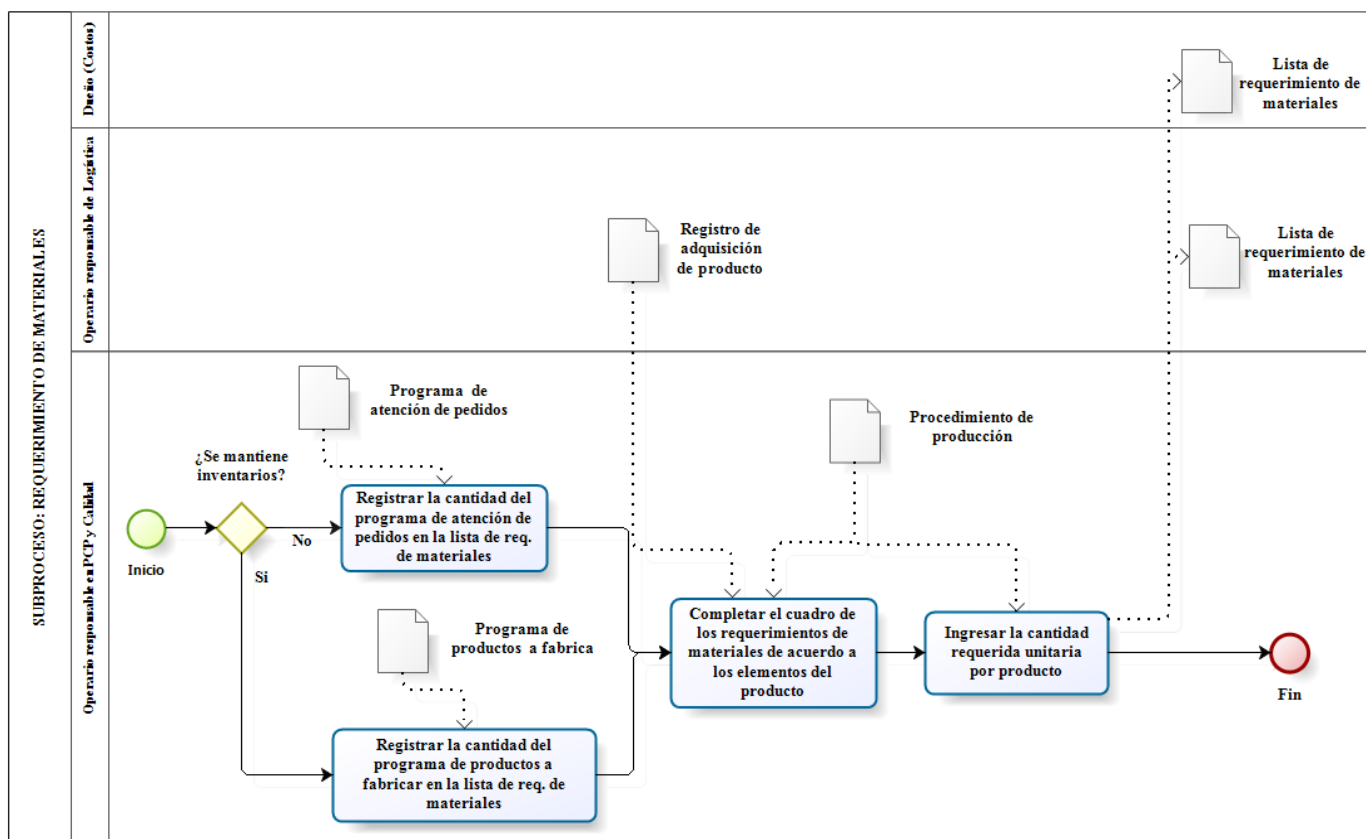 SUBPROCESO: REQUERIMIENTO DE MATERIALES
Dueño (Costos)
Lista de
requerimiento de
materiales
Operario responsable de Logística
Registro de
adquisición
de producto
Lista de
requerimiento de
materiales
Operario responsable en PCP y Calidad
Programa de
atención de pedidos
Procedimiento de
producción
¿Se mantiene
inventarios?
Inicio
No
Si
Registrar la cantidad del
programa de atención de
pedidos en la lista de req.
de materiales
Programa de
productos a fabrica
Registrar la cantidad del
programa de productos a
fabricar en la lista de req. de
materiales
Completar el cuadro de
los requerimientos de
materiales de acuerdo a
los elementos del
producto
Ingresar la cantidad
requerida unitaria
por producto
Fin